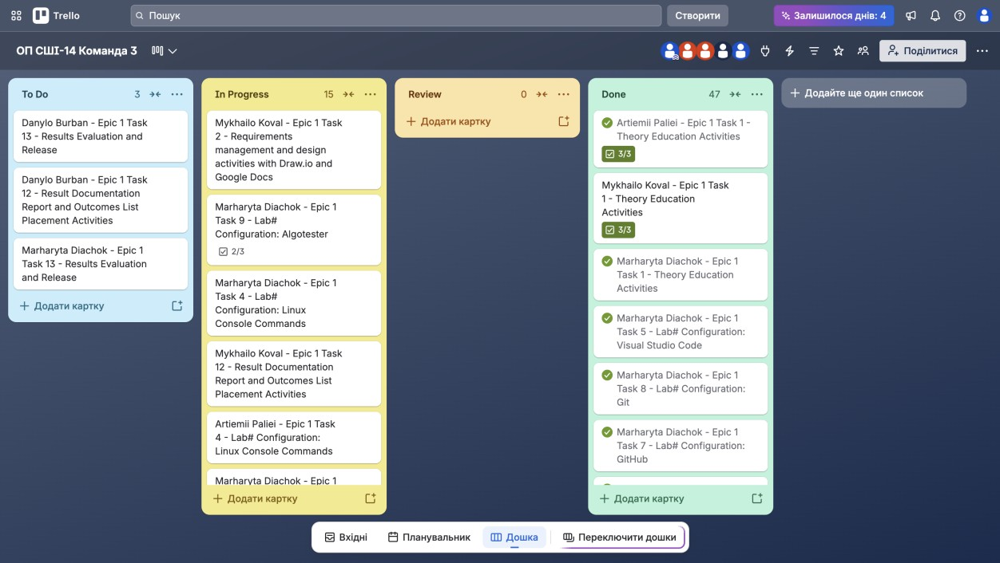 Trello
Пошук
Створити
Залишилося днів: 4
ОП СШІ-14 Команда 3
Поділитися
To Do
3
Danylo Burban - Epic 1 Task
13 - Results Evaluation and
Release
Danylo Burban - Epic 1 Task
12 - Result Documentation
Report and Outcomes List
Placement Activities
Marharyta Diachok - Epic 1
Task 13 - Results Evaluation
and Release
Додати картку
In Progress
15
Mykhailo Koval - Epic 1 Task
2 - Requirements
management and design
activities with Draw.io and
Google Docs
Marharyta Diachok - Epic 1
Task 9 - Lab#
Configuration: Algotester
2/3
Marharyta Diachok - Epic 1
Task 4 - Lab#
Configuration: Linux
Console Commands
Mykhailo Koval - Epic 1 Task
12 - Result Documentation
Report and Outcomes List
Placement Activities
Artiemii Paliei - Epic 1 Task
4 - Lab# Configuration:
Linux Console Commands
Marharyta Diachok - Epic 1
Додати картку
Review
0
Додати картку
Done
47
Artiemii Paliei - Epic 1 Task 1 -
Theory Education Activities
3/3
Mykhailo Koval - Epic 1 Task
1 - Theory Education
Activities
3/3
Marharyta Diachok - Epic 1
Task 1 - Theory Education
Activities
Marharyta Diachok - Epic 1
Task 5 - Lab# Configuration:
Visual Studio Code
Marharyta Diachok - Epic 1
Task 8 - Lab# Configuration:
Git
Marharyta Diachok - Epic 1
Task 7 - Lab# Configuration:
GitHub
Додати картку
Додайте ще один список
Вхідні
Планувальник
Дошка
Переключити дошки